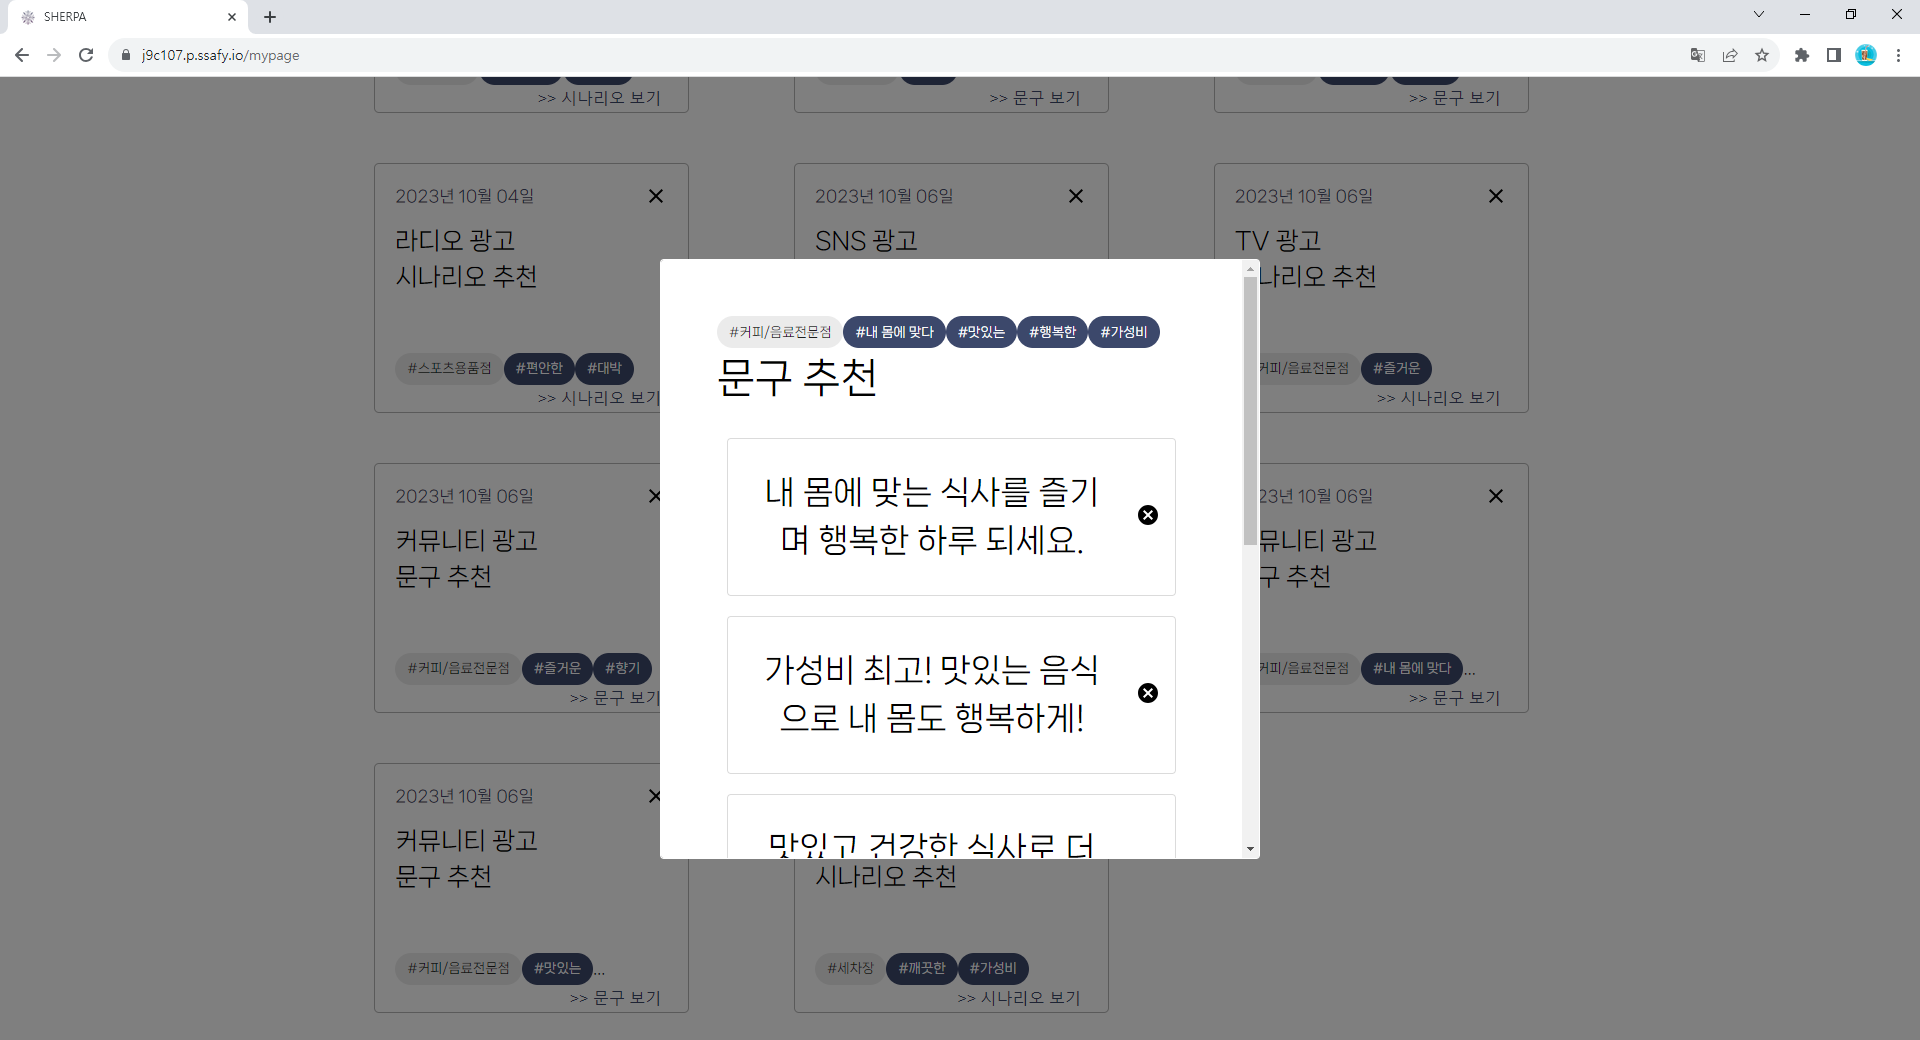 SHERPA
j9c107.p.ssafy.io/mypage
>> 시나리오 보기
>> 문구 보기
>> 문구 보기
2023년 10월 04일
라디오 광고
시나리오 추천
#스포츠용품점 #편안한 #대박
>> 시나리오 보기
2023년 10월 06일
SNS 광고
2023년 10월 06일
TV 광고
나리오 추천
커피/음료전문점 #즐거운
>> 시나리오 보기
#커피/음료전문점 #내 몸에 맞다 #맛있는 #행복한 #가성비
문구 추천
내 몸에 맞는 식사를 즐기
며 행복한 하루 되세요.
가성비 최고! 맛있는 음식
으로 내 몸도 행복하게!
맛있고 건강한 식사로 더
2023년 10월 06일
커뮤니티 광고
문구 추천
#커피/음료전문점 #즐거운 #향기
>> 문구 보기
23년 10월 06일
뮤니티 광고
구 추천
커피/음료전문점 #내 몸에 맞다 ...
>> 문구 보기
2023년 10월 06일
커뮤니티 광고
문구 추천
#커피/음료전문점 #맛있는 ...
>> 문구 보기
시나리오 추천
#세차장 #깨끗한 #가성비
>> 시나리오 보기